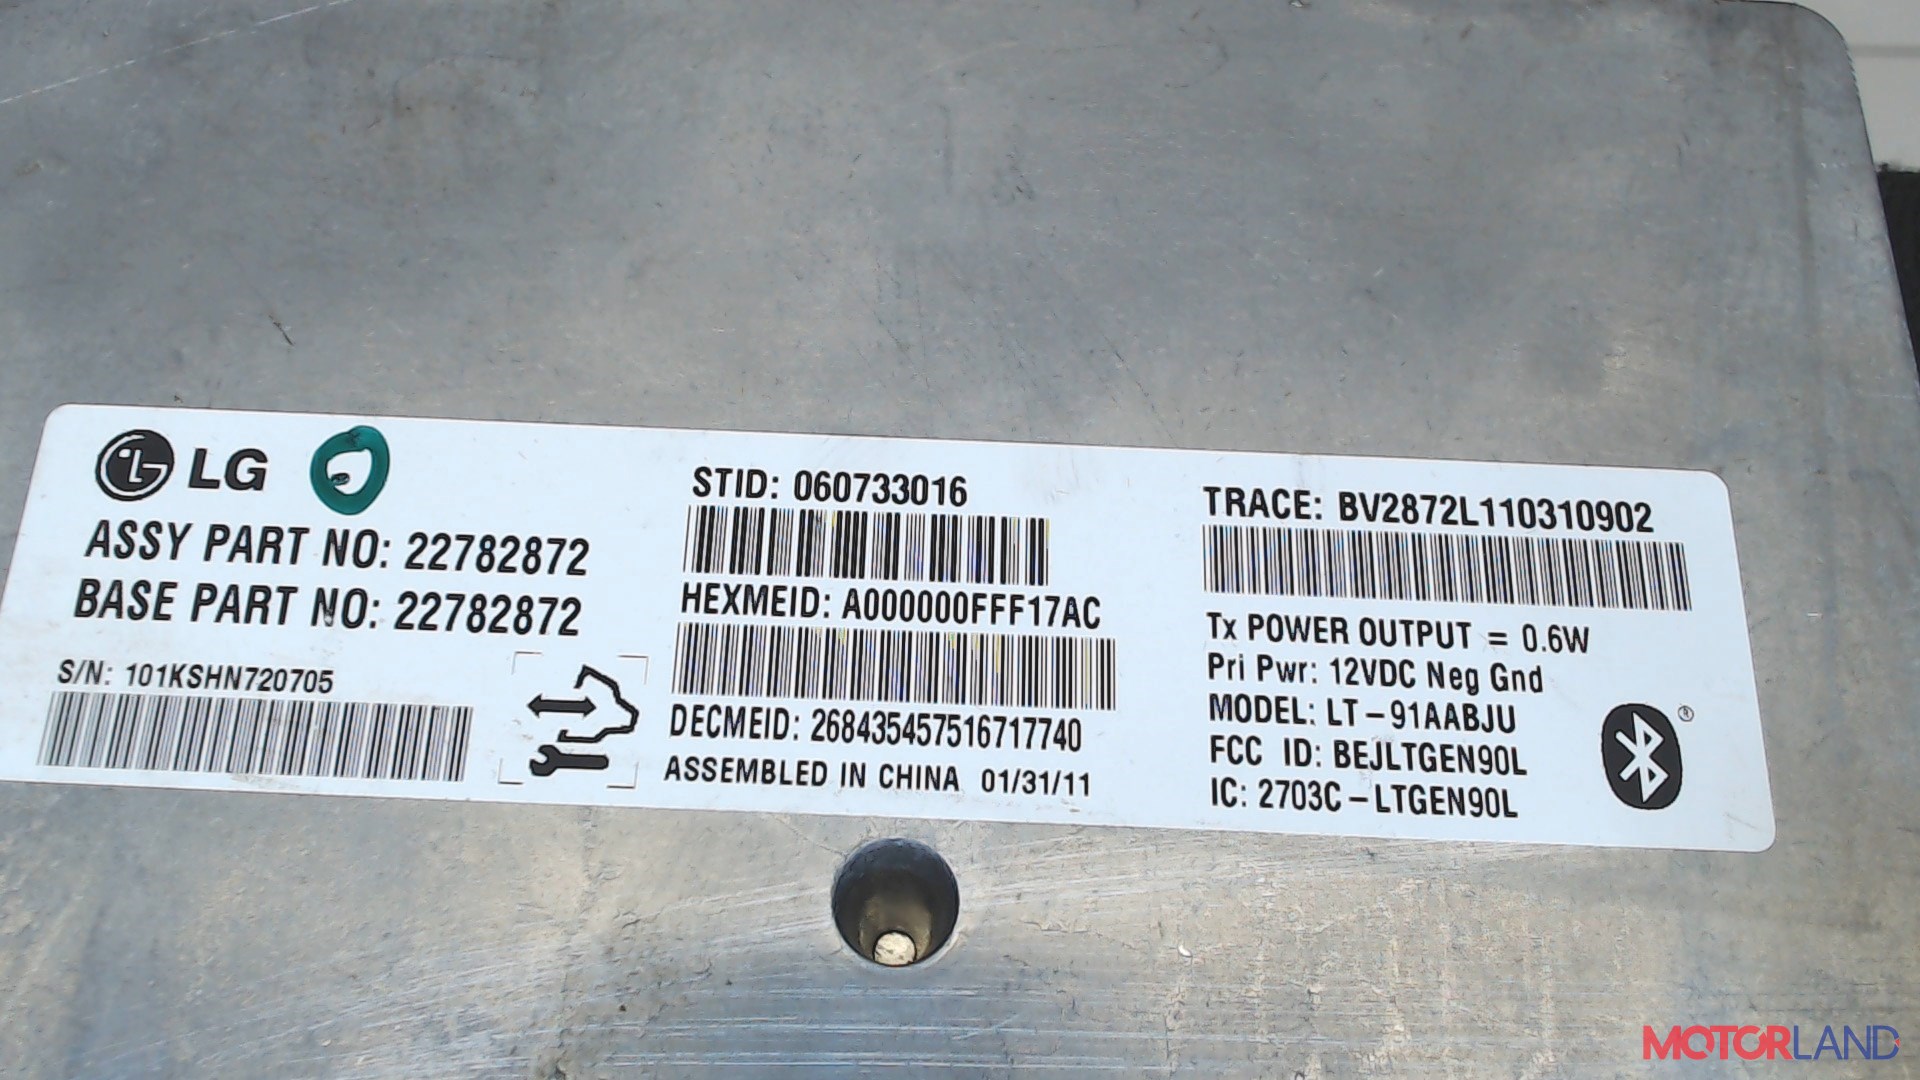 LG
ASSY PART NO: 22782872
BASE PART NO: 22782872
S/N: 101KSHN720705
STID: 060733016
HEXMEID: A000000FFF17AC
DECMEID: 268435457516717740
ASSEMBLED IN CHINA 01/31/11
TRACE: BV2872L110310902
Tx POWER OUTPUT = 0.6W
Pri Pwr: 12VDC Neg Gnd
MODEL: LT-91AABJU
FCC ID: BEJLTGEN90L
IC: 2703C-LTGEN90L
®
MOTORLAND